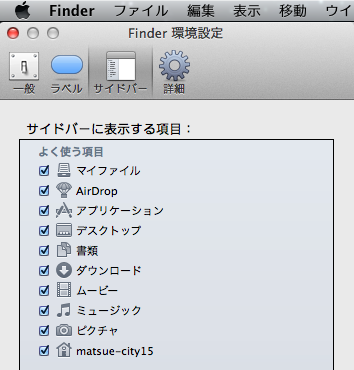 Finder ファイル 編集 表示 移動 ウイ
Finder 環境設定
一般 ラベル サイドバー 詳細
サイドバーに表示する項目：
よく使う項目
マイファイル
AirDrop
アプリケーション
デスクトップ
書類
ダウンロード
ムービー
ミュージック
ピクチャ
matsue-city15